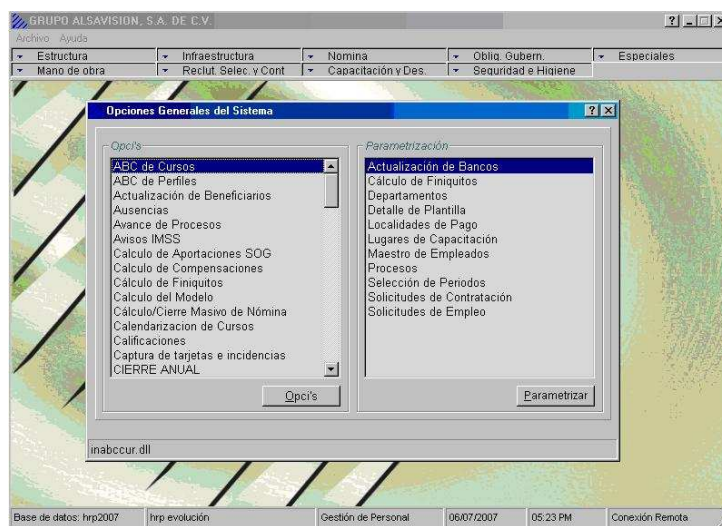 GRUPO ALSAVISION, S.A. DE C.V.
Archivo Ayuda
Estructura Infraestructura Nomina Oblig. Gubern. Especiales
Mano de obra Reclut. Selec. y Cont Capacitación y Des. Seguridad e Higiene
Opciones Generales del Sistema
Opci's
ABC de Cursos
ABC de Perfiles
Actualización de Beneficiarios
Ausencias
Avance de Procesos
Avisos IMSS
Calculo de Aportaciones SOG
Calculo de Compensaciones
Cálculo de Finiquitos
Calculo del Modelo
Cálculo/Cierre Masivo de Nómina
Calendarizacion de Cursos
Calificaciones
Captura de tarjetas e incidencias
CIERRE ANUAL
Opci's
Parametrización
Actualización de Bancos
Cálculo de Finiquitos
Departamentos
Detalle de Plantilla
Localidades de Pago
Lugares de Capacitación
Maestro de Empleados
Procesos
Selección de Periodos
Solicitudes de Contratación
Solicitudes de Empleo
Parametrizar
inabccur.dll
Base de datos: hrp2007 hrp evolución Gestión de Personal 06/07/2007 05:23 PM Conexión Remota